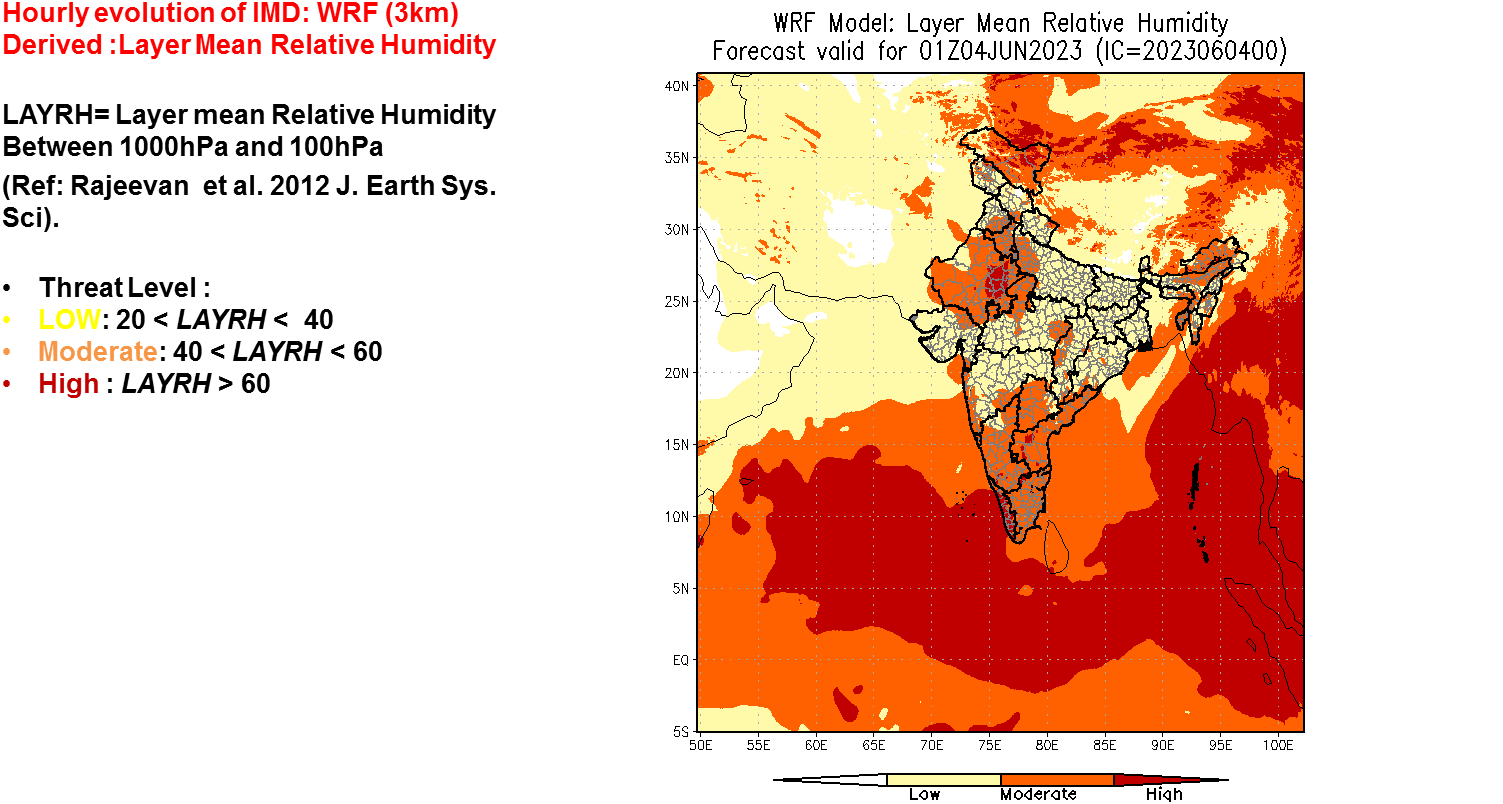 Hourly evolution of IMD: WRF (3km)
Derived :Layer Mean Relative Humidity
LAYRH= Layer mean Relative Humidity
Between 1000hPa and 100hPa
(Ref: Rajeevan et al. 2012 J. Earth Sys.
Sci).
• Threat Level :
• LOW: 20 < LAYRH < 40
• Moderate: 40 < LAYRH < 60
• High : LAYRH > 60
WRF Model: Layer Mean Relative Humidity
Forecast valid for 01Z04JUN2023 (IC=2023060400)
40N
35N
30N
25N
20N
15N
10N
5N
EQ
5S
50E 55E 60E 65E 70E 75E 80E 85E 90E 95E 100E
Low Moderate High